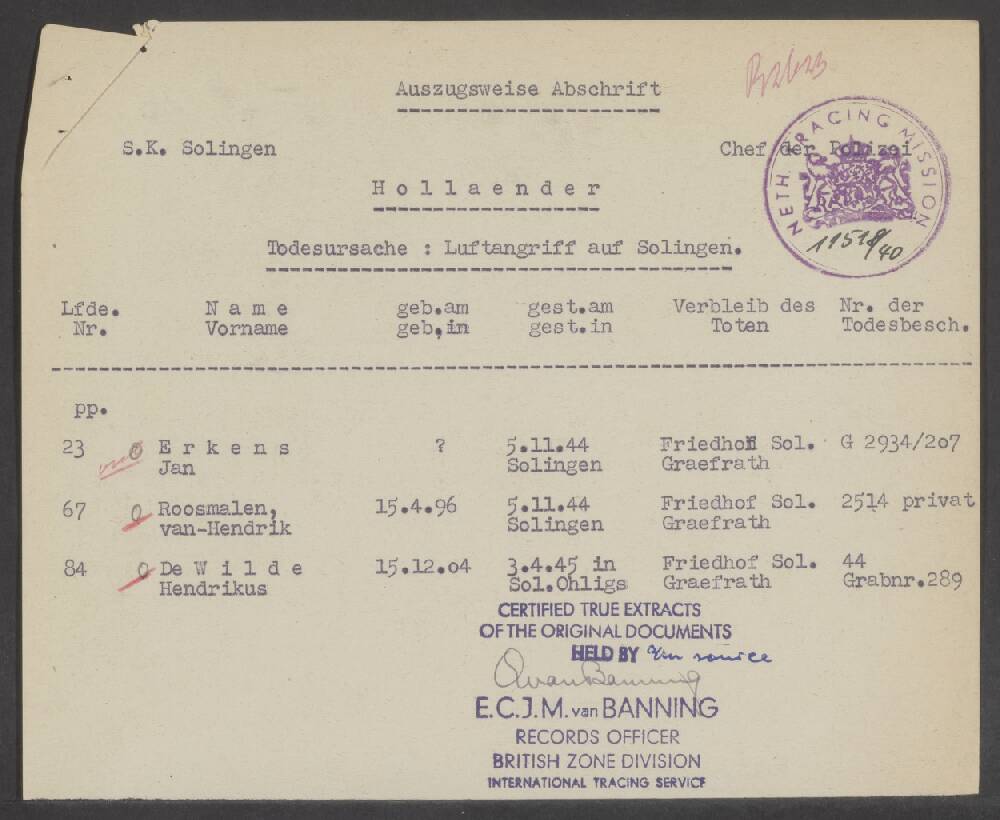 Auszugsweise Abschrift
NETH. TRACING MISSION
S.K. Solingen
Chef der Polizei
Hollaender
11518/40
Todesursache : Luftangriff auf Solingen.
Lfde. Name geb.am gest.am Verbleib des Nr. der
Nr. Vorname geb,in gest.in Toten Todesbesch.
pp.
23 Erkens ? 5.11.44 Friedhof Sol. G 2934/2o7
Jan Solingen Graefrath
67 Roosmalen, 15.4.96 5.11.44 Friedhof Sol. 2514 privat
van-Hendrik Solingen Graefrath
84 De Wilde 15.12.o4 3.4.45 in Friedhof Sol. 44
Hendrikus Sol.Ohligs Graefrath Grabnr.289
CERTIFIED TRUE EXTRACTS
OF THE ORIGINAL DOCUMENTS
HELD BY
E.C.J.M. van BANNING
RECORDS OFFICER
BRITISH ZONE DIVISION
INTERNATIONAL TRACING SERVICE